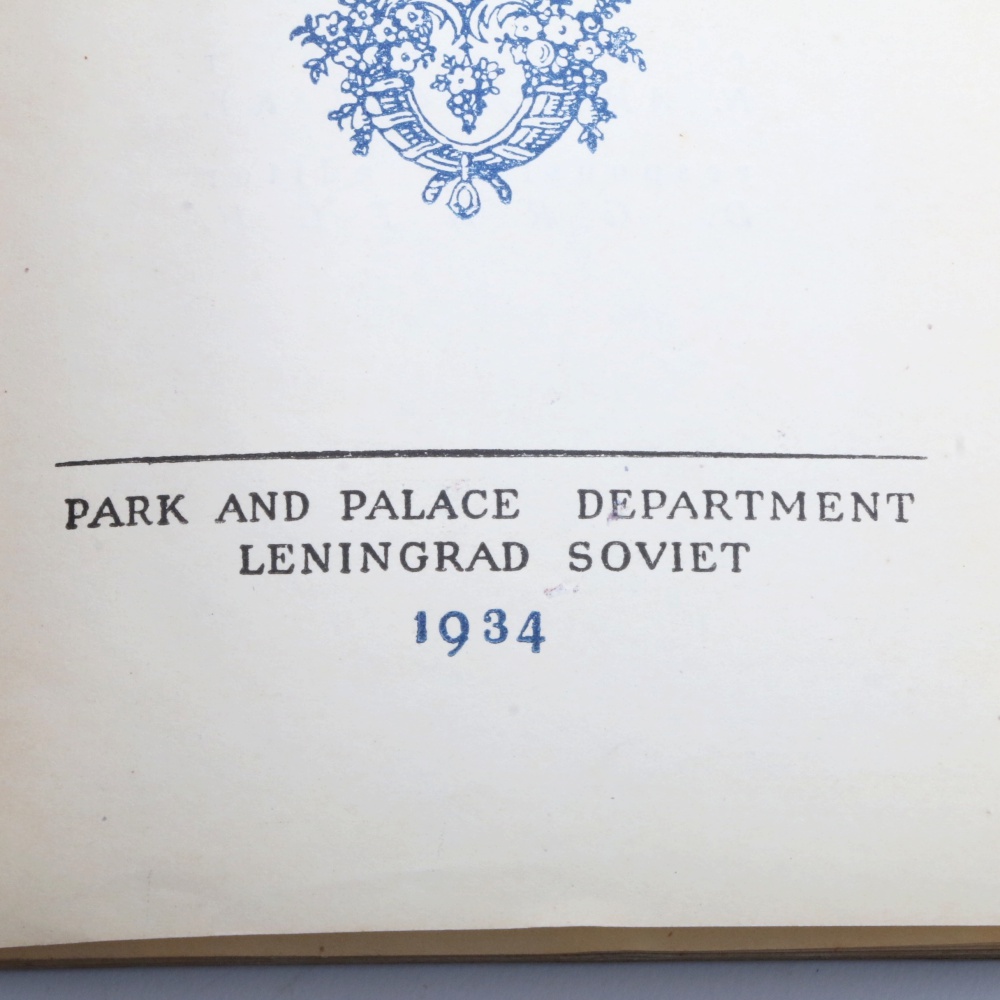 PARK AND PALACE DEPARTMENT
LENINGRAD SOVIET
1934